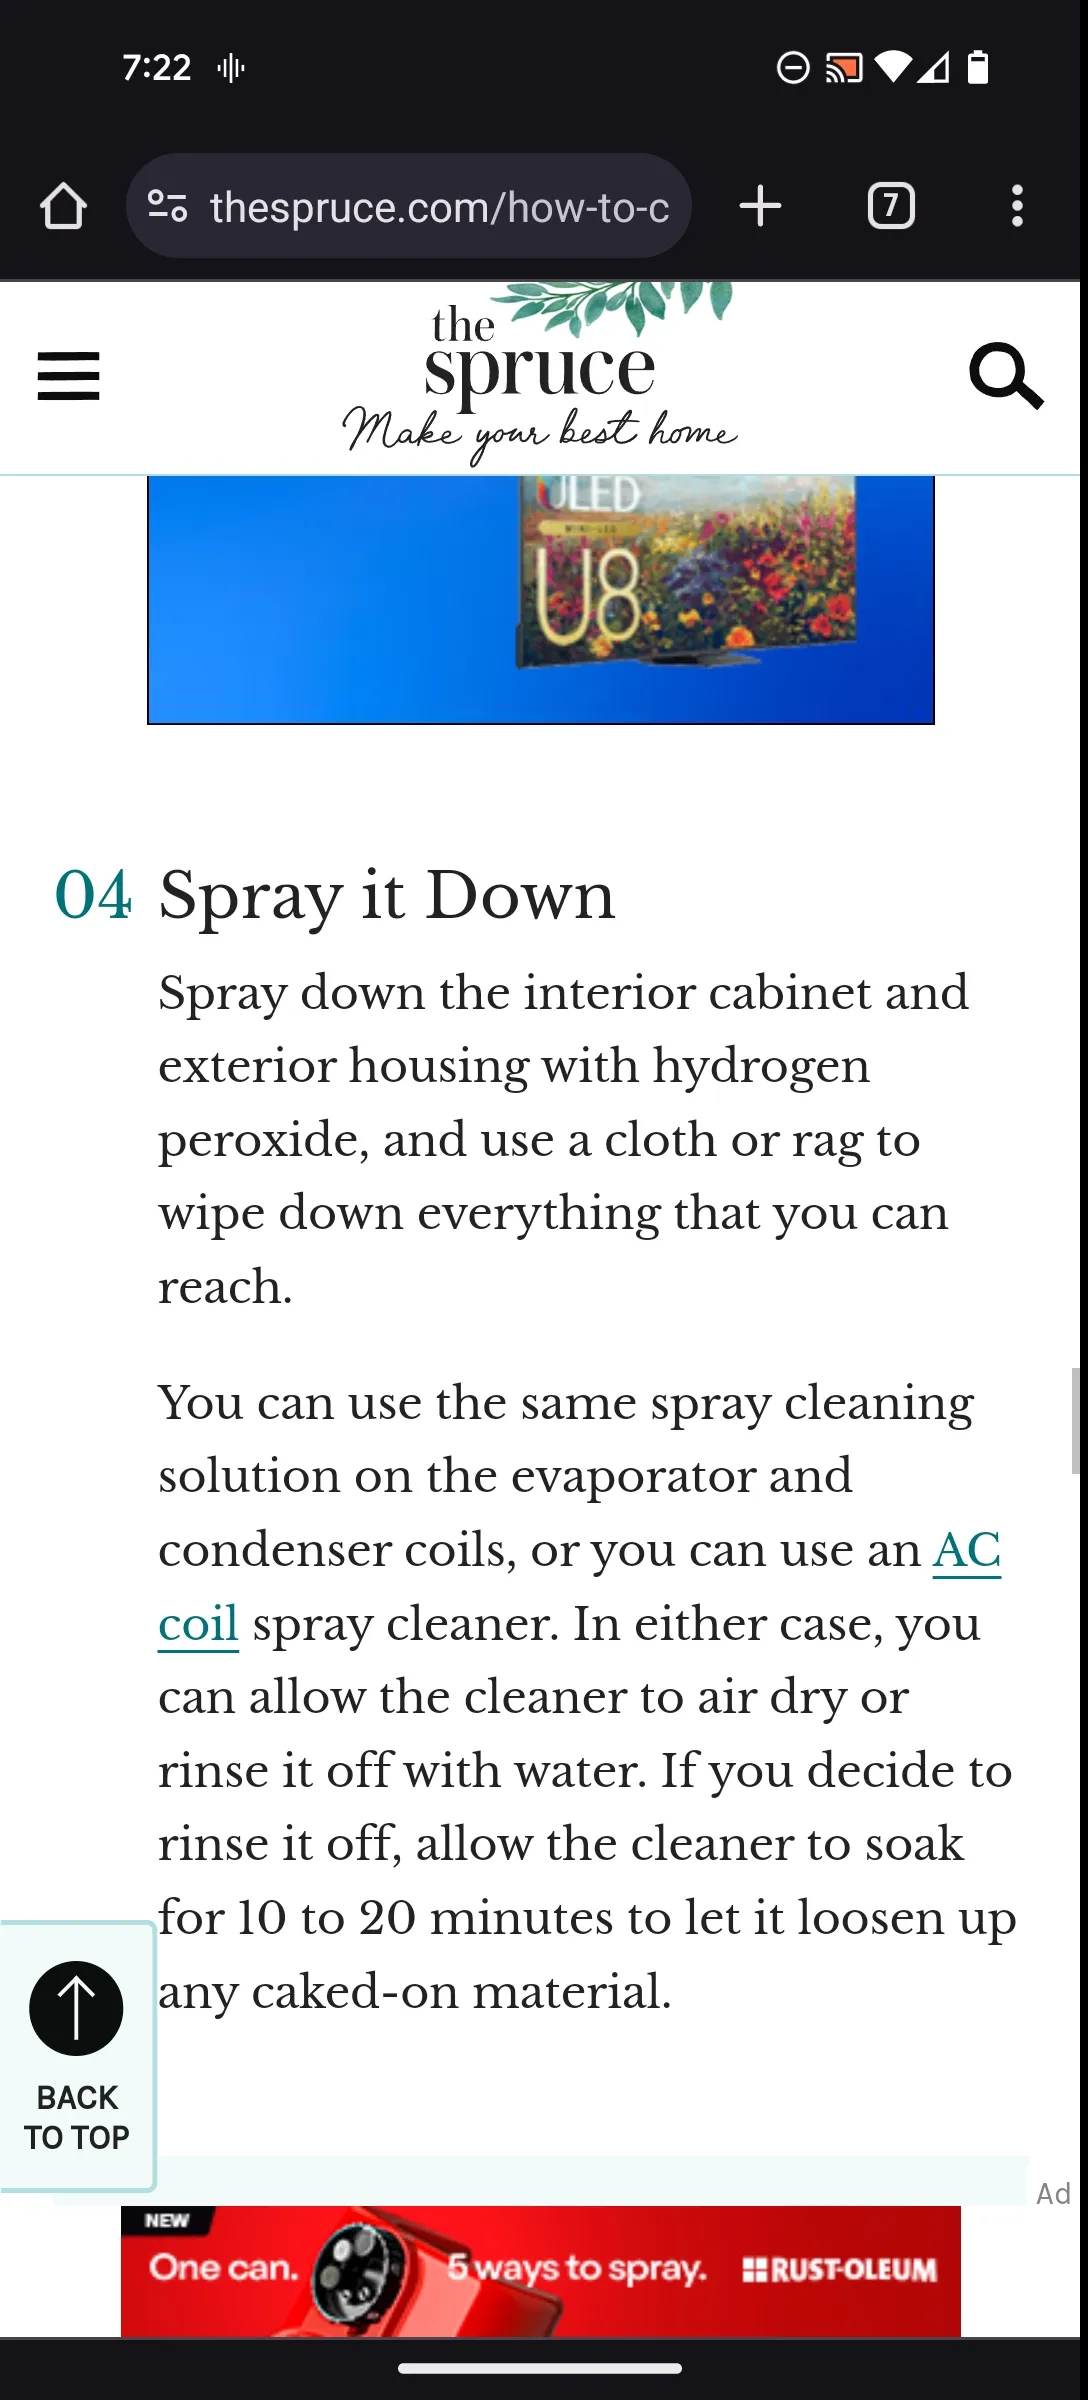 7:22
thespruce.com/how-to-c
7
the
spruce
Make your best home
ULED
MINI-LED
U8
04 Spray it Down
Spray down the interior cabinet and
exterior housing with hydrogen
peroxide, and use a cloth or rag to
wipe down everything that you can
reach.
You can use the same spray cleaning
solution on the evaporator and
condenser coils, or you can use an AC
coil spray cleaner. In either case, you
can allow the cleaner to air dry or
rinse it off with water. If you decide to
rinse it off, allow the cleaner to soak
for 10 to 20 minutes to let it loosen up
any caked-on material.
BACK
TO TOP
Ad
NEW
One can. 5 ways to spray. RUST-OLEUM